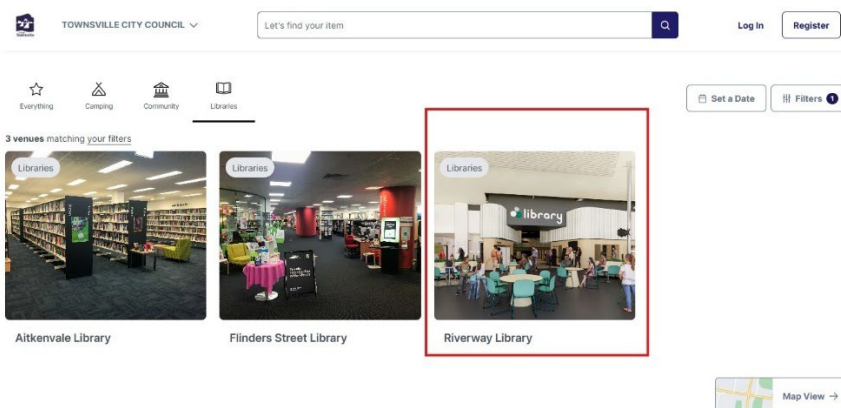 TOWNSVILLE CITY COUNCIL
Let's find your item
Log In
Register
Everything
Camping
Community
Libraries
Set a Date
Filters 1
3 venues matching your filters
Libraries
Libraries
Libraries
library
Aitkenvale Library
Flinders Street Library
Riverway Library
Map View →